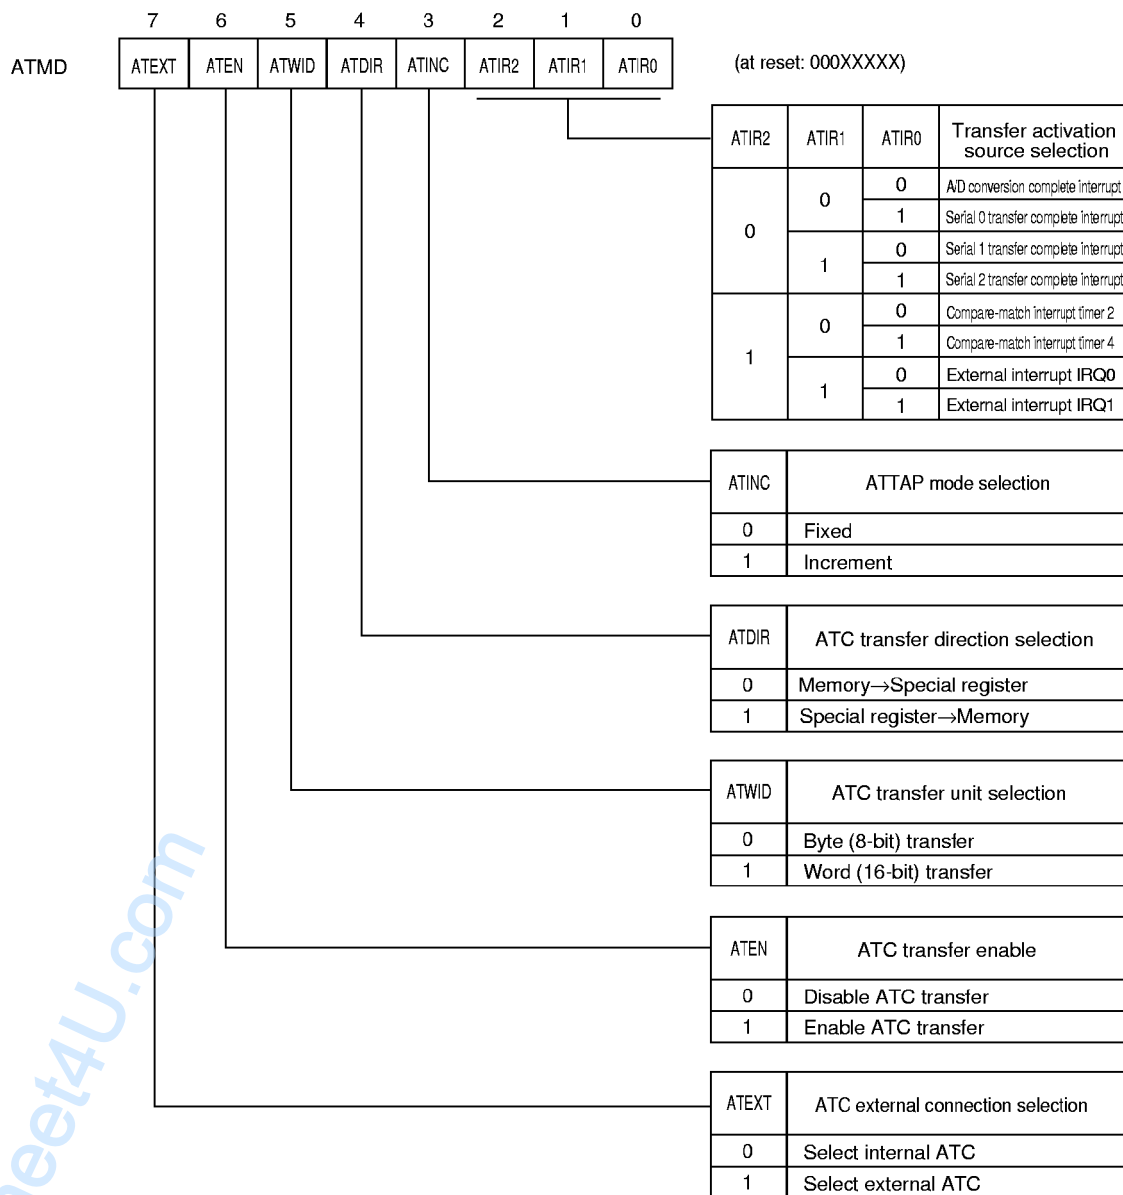 7 6 5 4 3 2 1 0
ATMD ATEXT ATEN ATWID ATDIR ATINC ATIR2 ATIR1 ATIR0 (at reset: 000XXXXX)
ATIR2 ATIR1 ATIR0 Transfer activation
source selection
0 0 0 A/D conversion complete interrupt
1 Serial 0 transfer complete interrupt
1 0 Serial 1 transfer complete interrupt
1 Serial 2 transfer complete interrupt
1 0 0 Compare-match interrupt timer 2
1 Compare-match interrupt timer 4
1 0 External interrupt IRQ0
1 External interrupt IRQ1
ATINC ATTAP mode selection
0 Fixed
1 Increment
ATDIR ATC transfer direction selection
0 Memory→Special register
1 Special register→Memory
ATWID ATC transfer unit selection
0 Byte (8-bit) transfer
1 Word (16-bit) transfer
ATEN ATC transfer enable
0 Disable ATC transfer
1 Enable ATC transfer
ATEXT ATC external connection selection
0 Select internal ATC
1 Select external ATC
heet4U.com